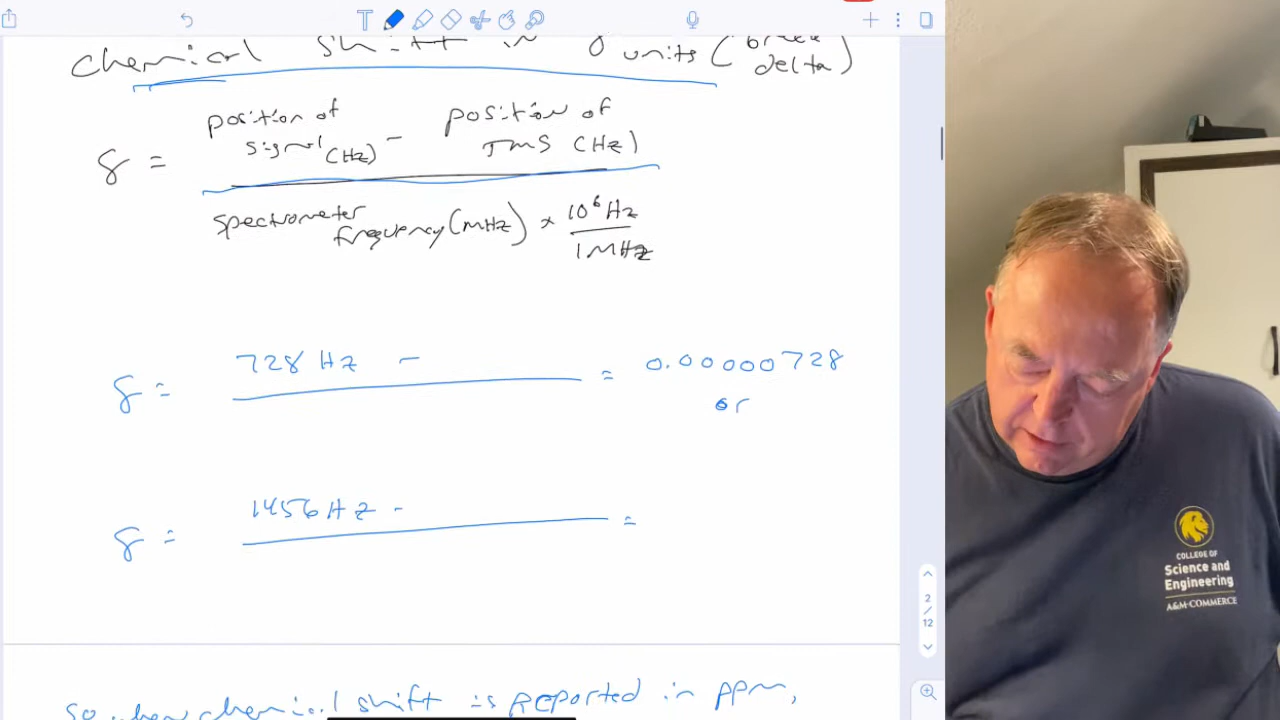 chemical shift in δ units (Greek delta)
position of signal (Hz) - position of TMS (Hz)
δ =
spectrometer frequency (MHz) × 10⁶ Hz / 1 MHz
δ = 728 Hz - = 0.00000728
or
δ = 1456 Hz - =
so when chemical shift is reported in ppm,
2
/
12
COLLEGE OF
Science and
Engineering
A&M-COMMERCE